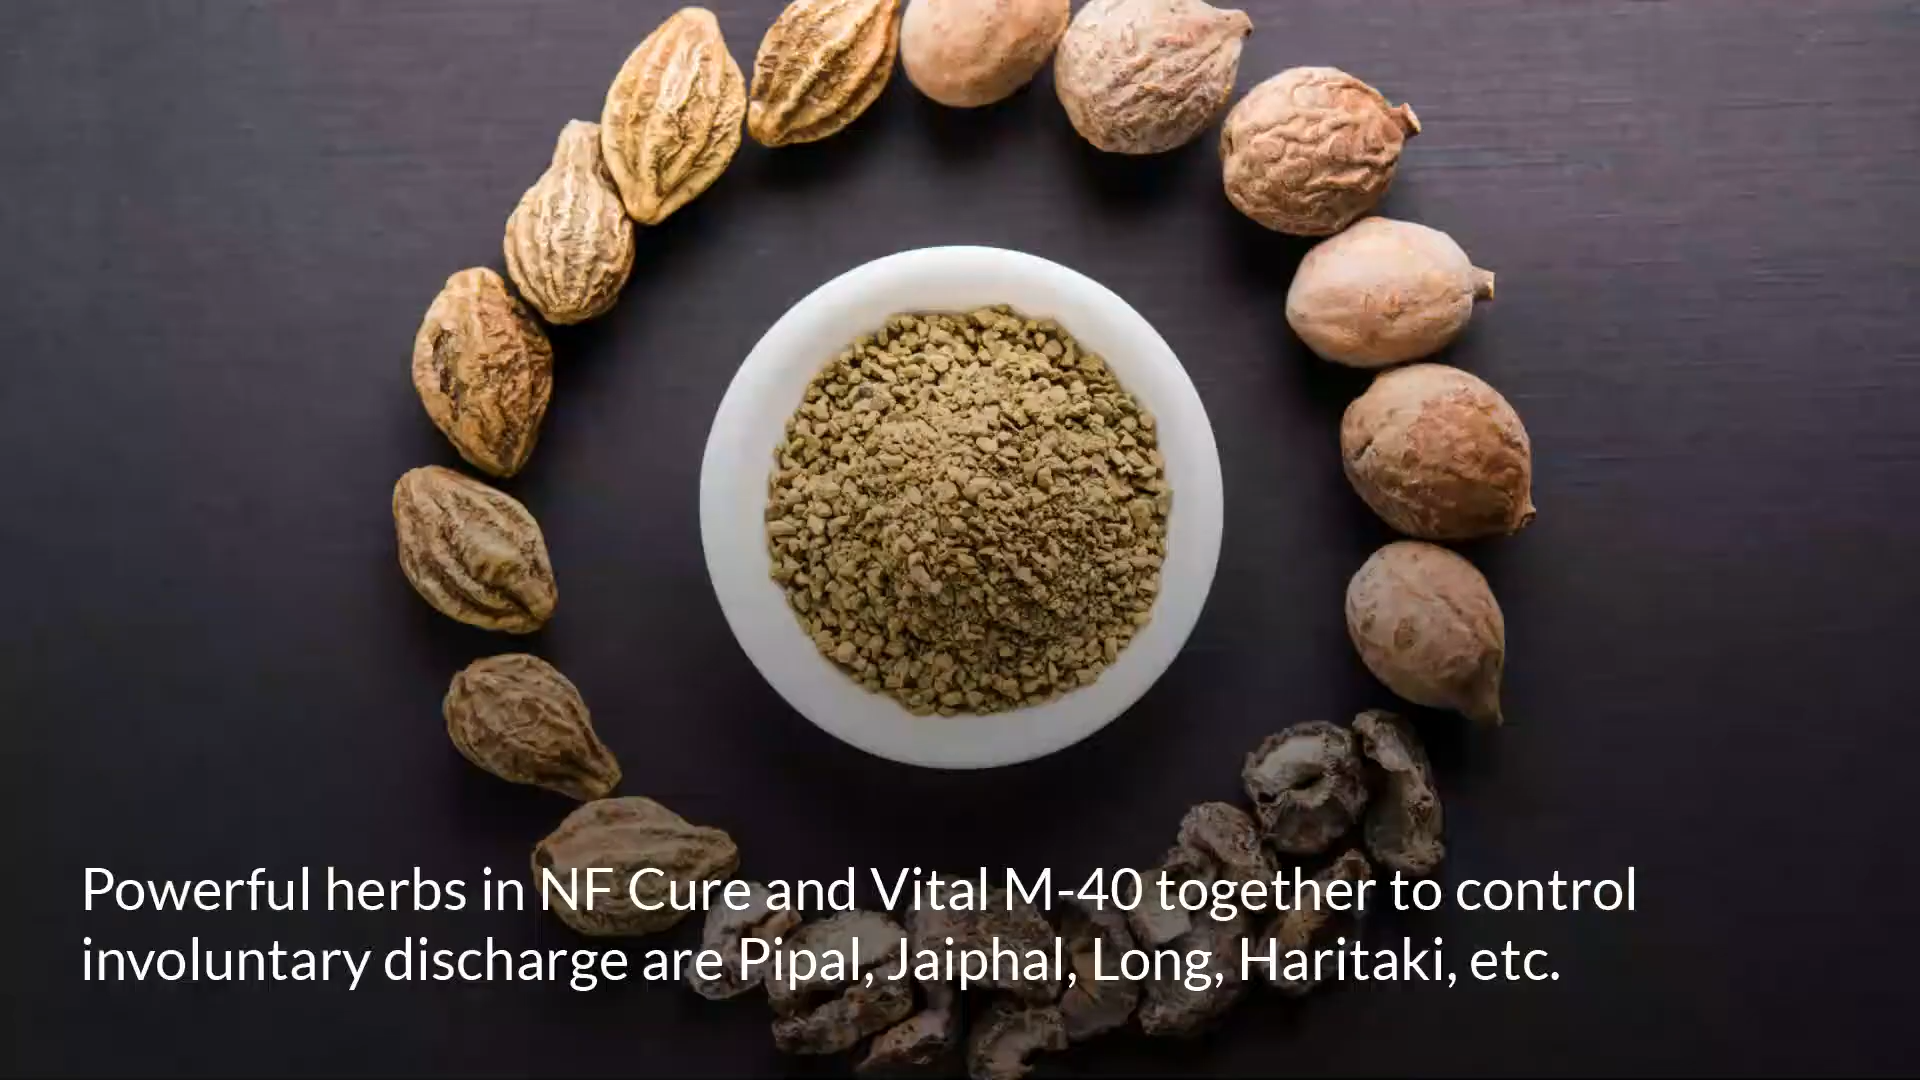 Powerful herbs in NF Cure and Vital M-40 together to control
involuntary discharge are Pipal, Jaiphal, Long, Haritaki, etc.